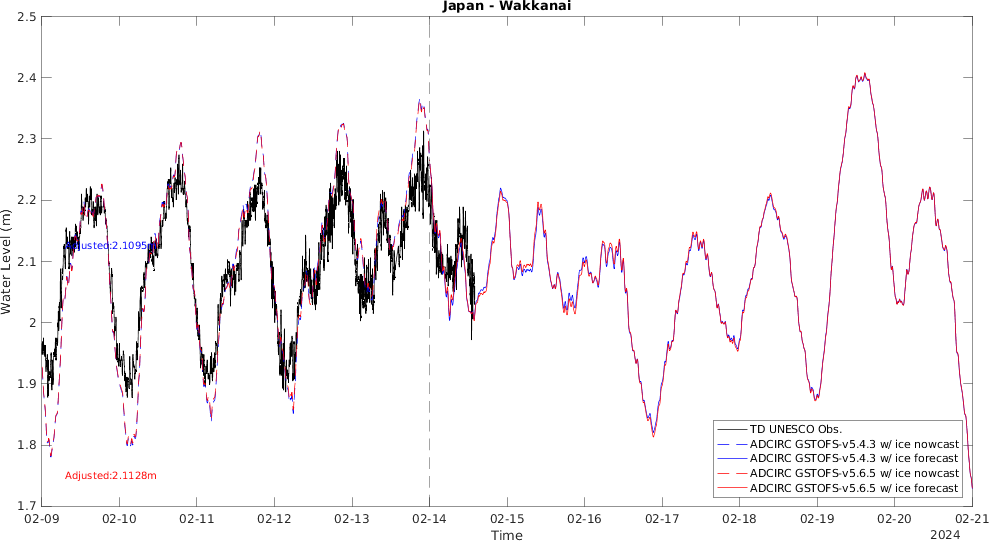 Japan - Wakkanai
Water Level (m)
2.5
2.4
2.3
2.2
2.1
2
1.9
1.8
1.7
Adjusted:2.1095m
Adjusted:2.1128m
TD UNESCO Obs.
ADCIRC GSTOFS-v5.4.3 w/ ice nowcast
ADCIRC GSTOFS-v5.4.3 w/ ice forecast
ADCIRC GSTOFS-v5.6.5 w/ ice nowcast
ADCIRC GSTOFS-v5.6.5 w/ ice forecast
02-09 02-10 02-11 02-12 02-13 02-14 02-15 02-16 02-17 02-18 02-19 02-20 02-21
Time
2024